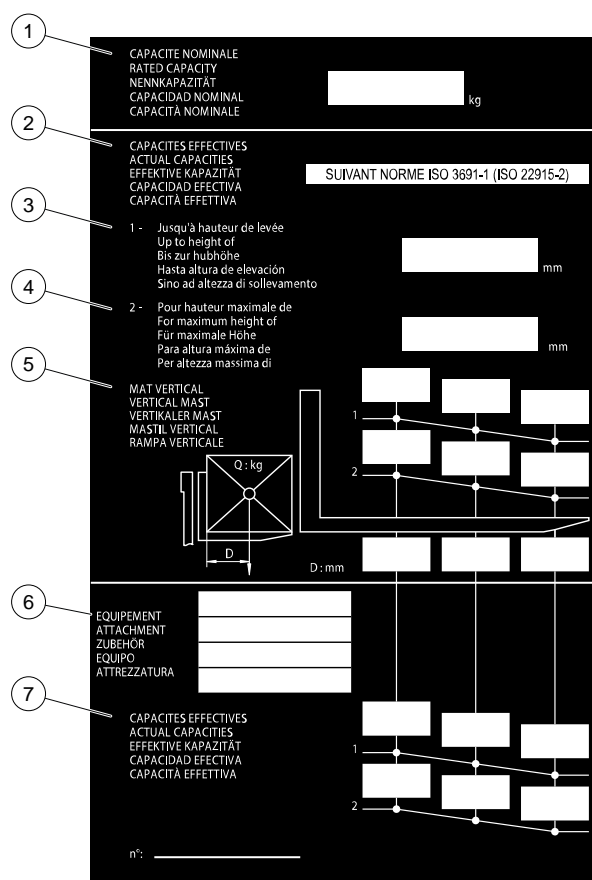 1
CAPACITE NOMINALE
RATED CAPACITY
NENNKAPAZITÄT
CAPACIDAD NOMINAL
CAPACITÀ NOMINALE
kg
2
CAPACITES EFFECTIVES
ACTUAL CAPACITIES
EFFEKTIVE KAPAZITÄT
CAPACIDAD EFECTIVA
CAPACITÀ EFFETTIVA
SUIVANT NORME ISO 3691-1 (ISO 22915-2)
3
1 - Jusqu'à hauteur de levée
Up to height of
Bis zur hubhöhe
Hasta altura de elevación
Sino ad altezza di sollevamento
mm
4
2 - Pour hauteur maximale de
For maximum height of
Für maximale Höhe
Para altura máxima de
Per altezza massima di
mm
5
MAT VERTICAL
VERTICAL MAST
VERTIKALER MAST
MASTIL VERTICAL
RAMPA VERTICALE
1
2
Q : kg
D
D : mm
6
EQUIPEMENT
ATTACHMENT
ZUBEHÖR
EQUIPO
ATTREZZATURA
7
CAPACITES EFFECTIVES
ACTUAL CAPACITIES
EFFEKTIVE KAPAZITÄT
CAPACIDAD EFECTIVA
CAPACITÀ EFFETTIVA
1
2
n°: